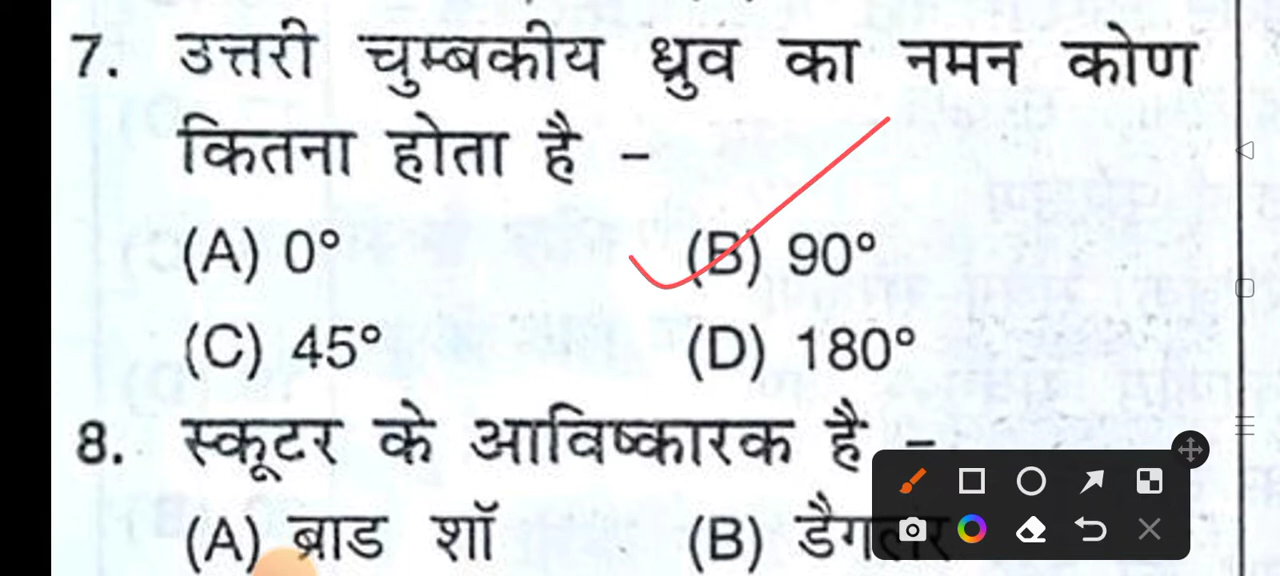 7. उत्तरी चुम्बकीय ध्रुव का नमन कोण
कितना होता है -
(A) 0° (B) 90°
(C) 45° (D) 180°
8. स्कूटर के आविष्कारक है -
(A) ब्राड शॉ (B)